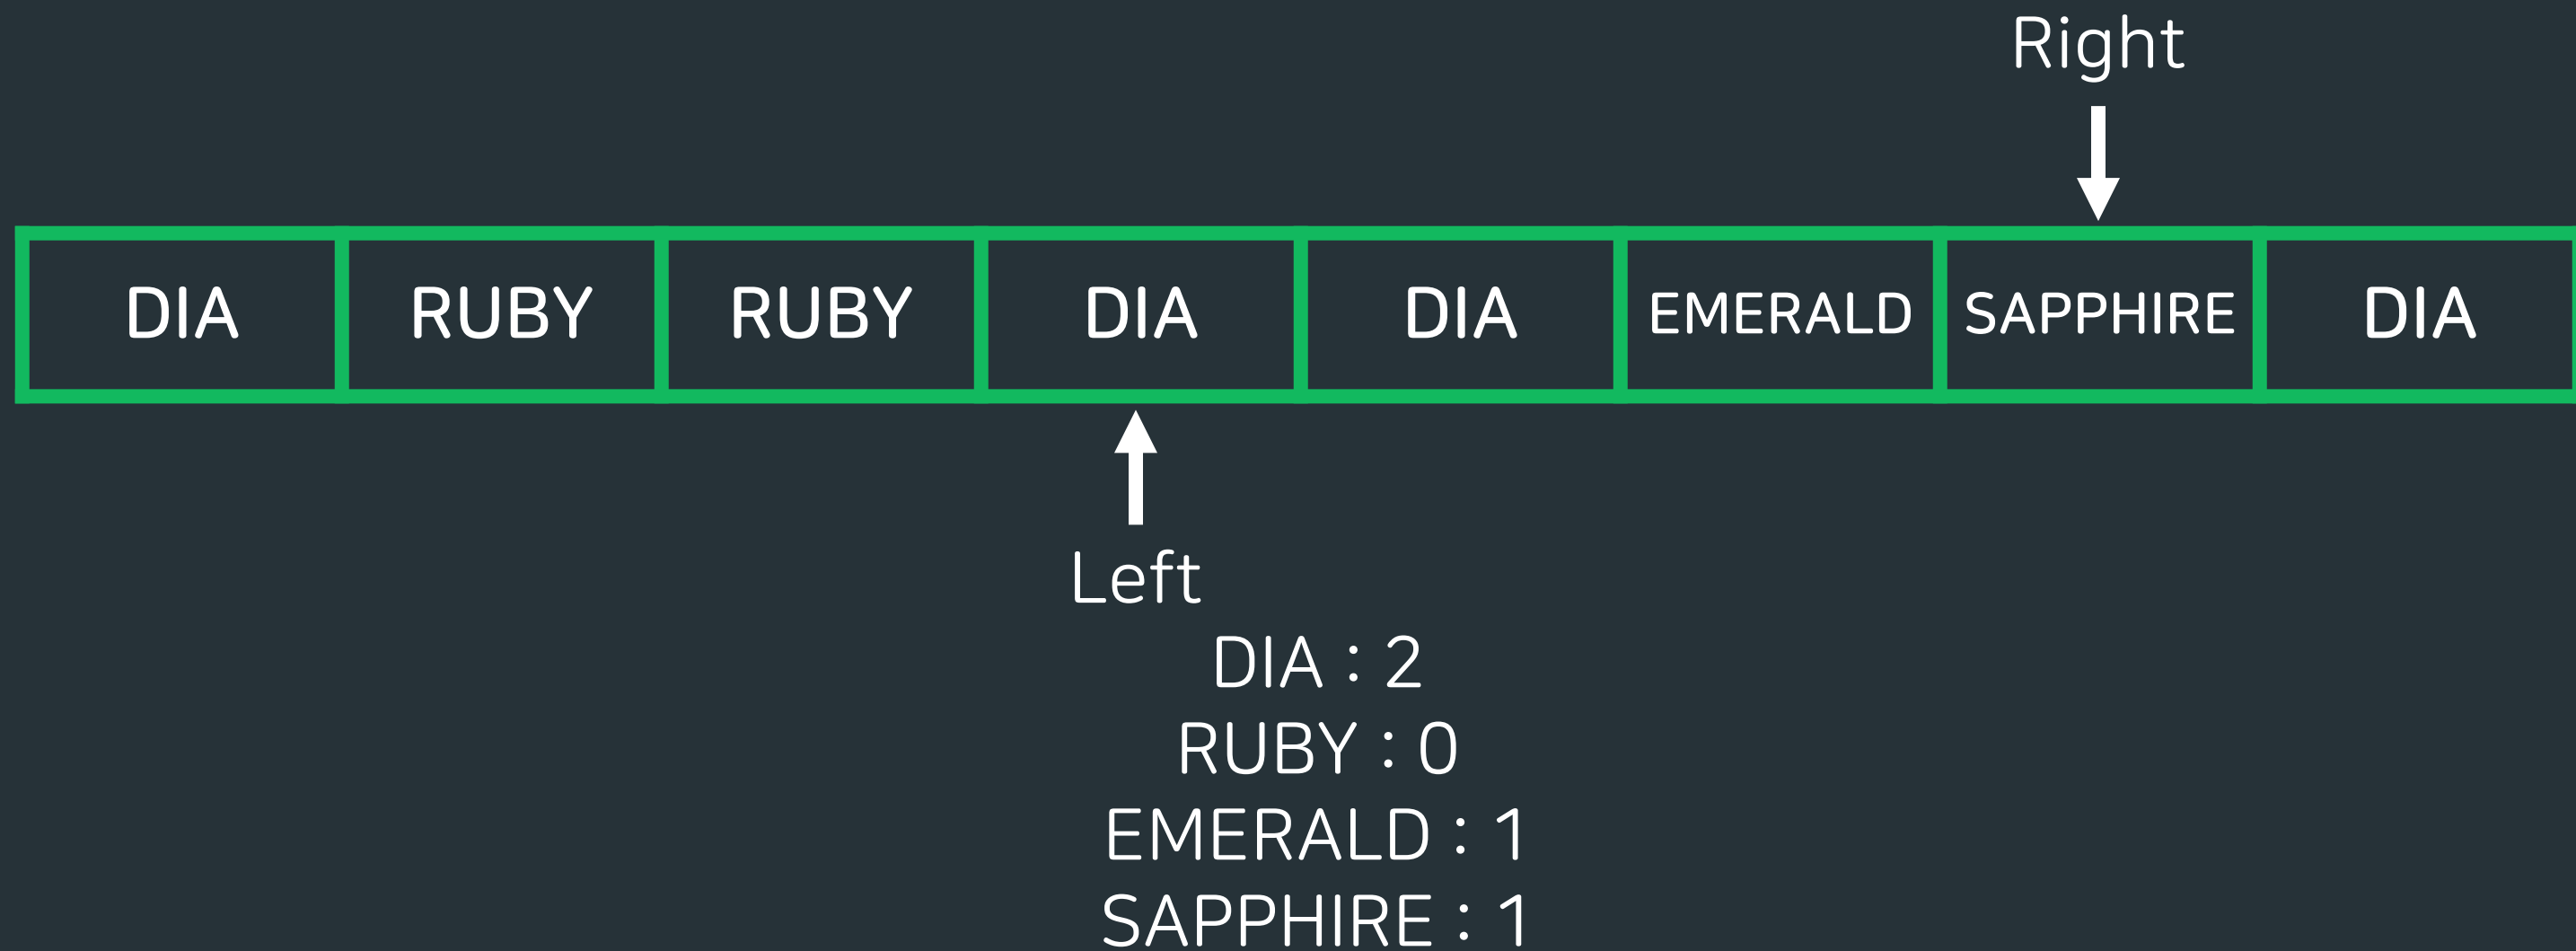 Right
DIA RUBY RUBY DIA DIA EMERALD SAPPHIRE DIA
Left
DIA : 2
RUBY : 0
EMERALD : 1
SAPPHIRE : 1